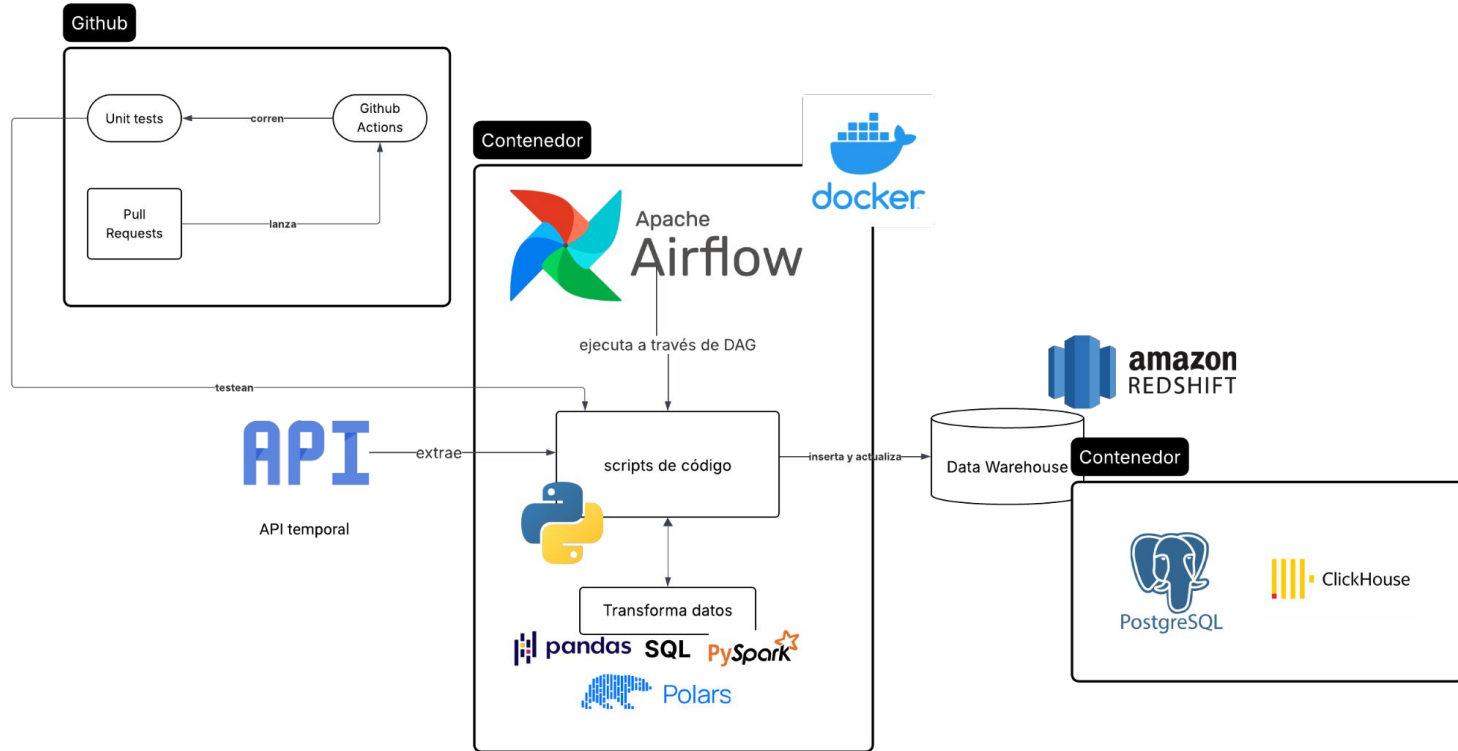 Github
Unit tests
corren
Github
Actions
Pull
Requests
lanza
Contenedor
docker
Apache
Airflow
ejecuta a través de DAG
testean
API
extrae
API temporal
scripts de código
inserta y actualiza
Data Warehouse
amazon
REDSHIFT
Contenedor
PostgreSQL
ClickHouse
Transforma datos
pandas
SQL
PySpark
Polars